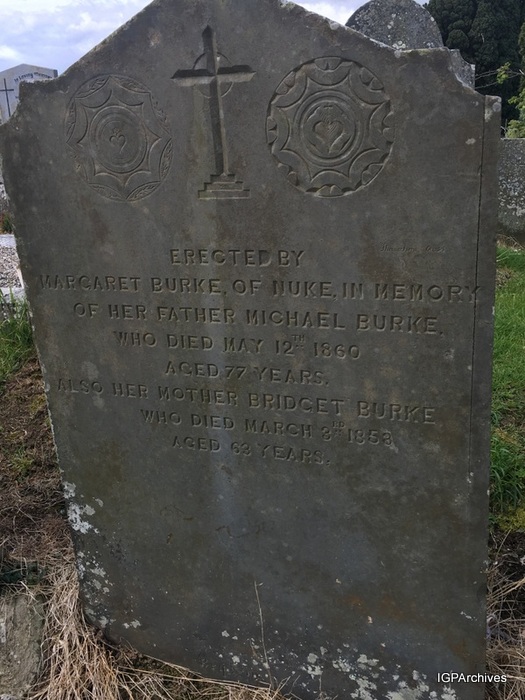 ERECTED BY
MARGARET BURKE, OF NUKE, IN MEMORY
OF HER FATHER MICHAEL BURKE,
WHO DIED MAY 12TH 1860
AGED 77 YEARS.
ALSO HER MOTHER BRIDGET BURKE
WHO DIED MARCH 3RD 1858
AGED 63 YEARS.
IGPArchives